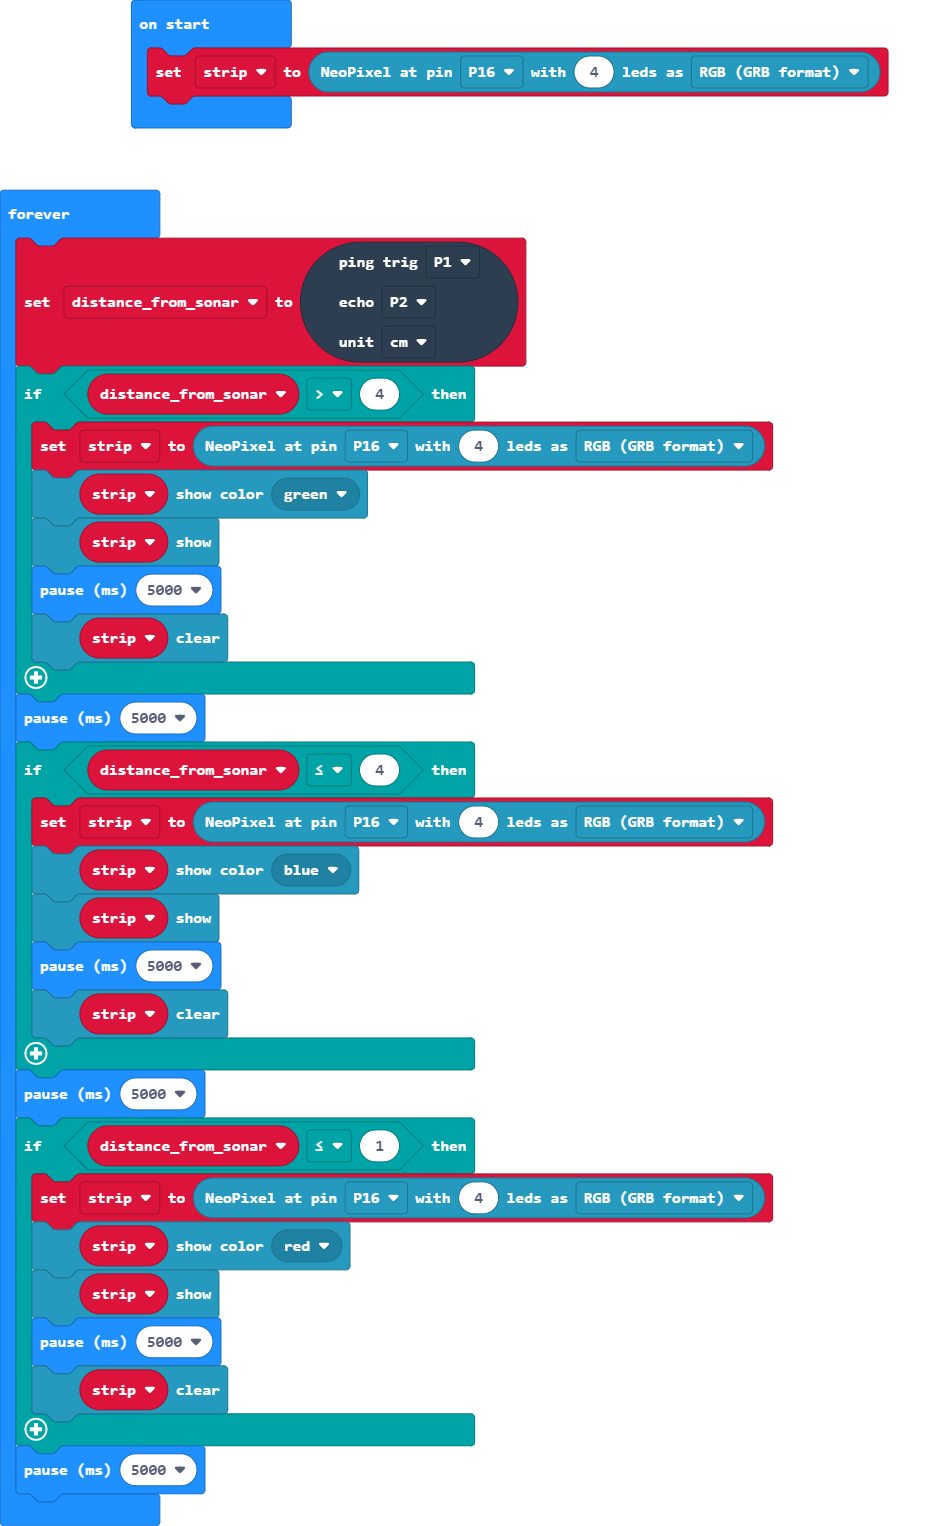 on start
set strip to NeoPixel at pin P16 with 4 leds as RGB (GRB format)
forever
ping trig P1
set distance_from_sonar to echo P2
unit cm
if distance_from_sonar > 4 then
set strip to NeoPixel at pin P16 with 4 leds as RGB (GRB format)
strip show color green
strip show
pause (ms) 5000
strip clear
pause (ms) 5000
if distance_from_sonar ≤ 4 then
set strip to NeoPixel at pin P16 with 4 leds as RGB (GRB format)
strip show color blue
strip show
pause (ms) 5000
strip clear
pause (ms) 5000
if distance_from_sonar ≤ 1 then
set strip to NeoPixel at pin P16 with 4 leds as RGB (GRB format)
strip show color red
strip show
pause (ms) 5000
strip clear
pause (ms) 5000